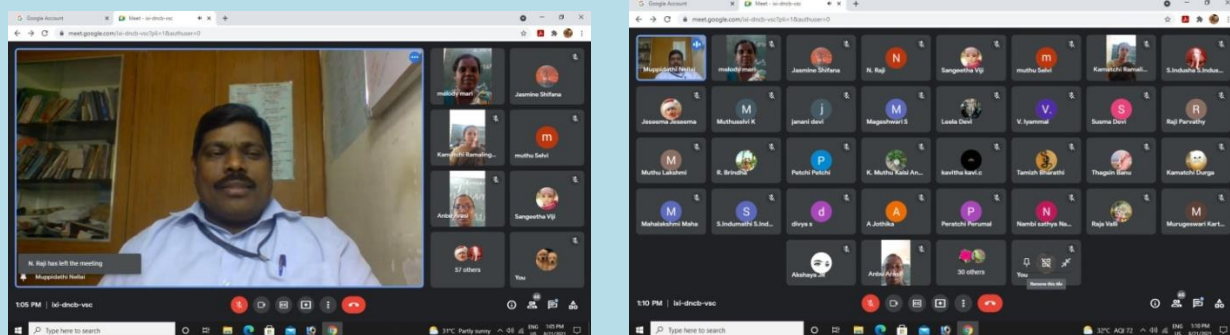 Google Account
Meet - ixi-dncb-vsc
meet.google.com/ixi-dncb-vsc?pli=1&authuser=0
melody mari
Jasmine Shifana
Kamatchi Ramaling...
muthu Selvi
Anba Arasi
Sangeetha Viji
57 others
You
N. Raji has left the meeting
Muppidathi Nellai
1:05 PM | ixi-dncb-vsc
Type here to search
31°C Partly sunny
ENG
1:05 PM
Google Account
Meet - ixi-dncb-vsc
meet.google.com/ixi-dncb-vsc?pli=1&authuser=0
Muppidathi Nellai
melody mari
Jasmine Shifana
N. Raji
Sangeetha Viji
muthu Selvi
Kamatchi Ramali...
S.Indusha S.Indus...
Jeseema Jeseema
Muthuselvi K
janani devi
Mageshwari S
Leela Devi
V. Iyammal
Susma Devi
Raji Parvathy
Muthu Lakshmi
R. Brindha
Petchi Petchi
K. Muthu Kalsi An...
kavitha kavi.c
Tamizh Bharathi
Thagsin Banu
Kamatchi Durga
Mahalakshmi Maha
S.Indumathi S.Ind...
divya s
A Jothika
Peratchi Perumal
Nambi sathya Na...
Raja Valli
Murugeswari Kart...
Akshaya JR
Anba Arasi
30 others
You
Remove this tile
1:10 PM | ixi-dncb-vsc
Type here to search
32°C AQI 72
ENG
1:10 PM